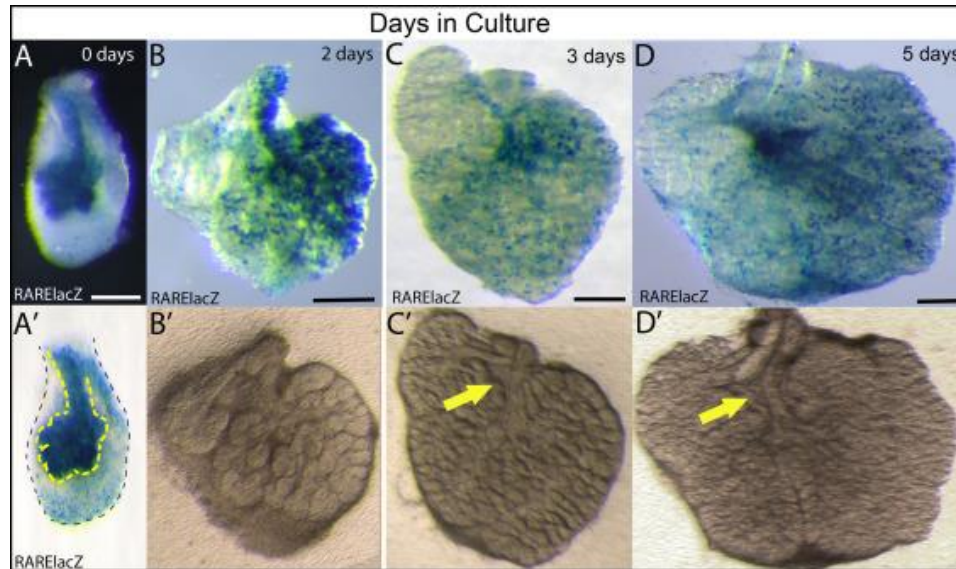 Days in Culture
A 0 days
B 2 days
C 3 days
D 5 days
RARElacZ
RARElacZ
RARElacZ
RARElacZ
A′
B′
C′
D′
RARElacZ